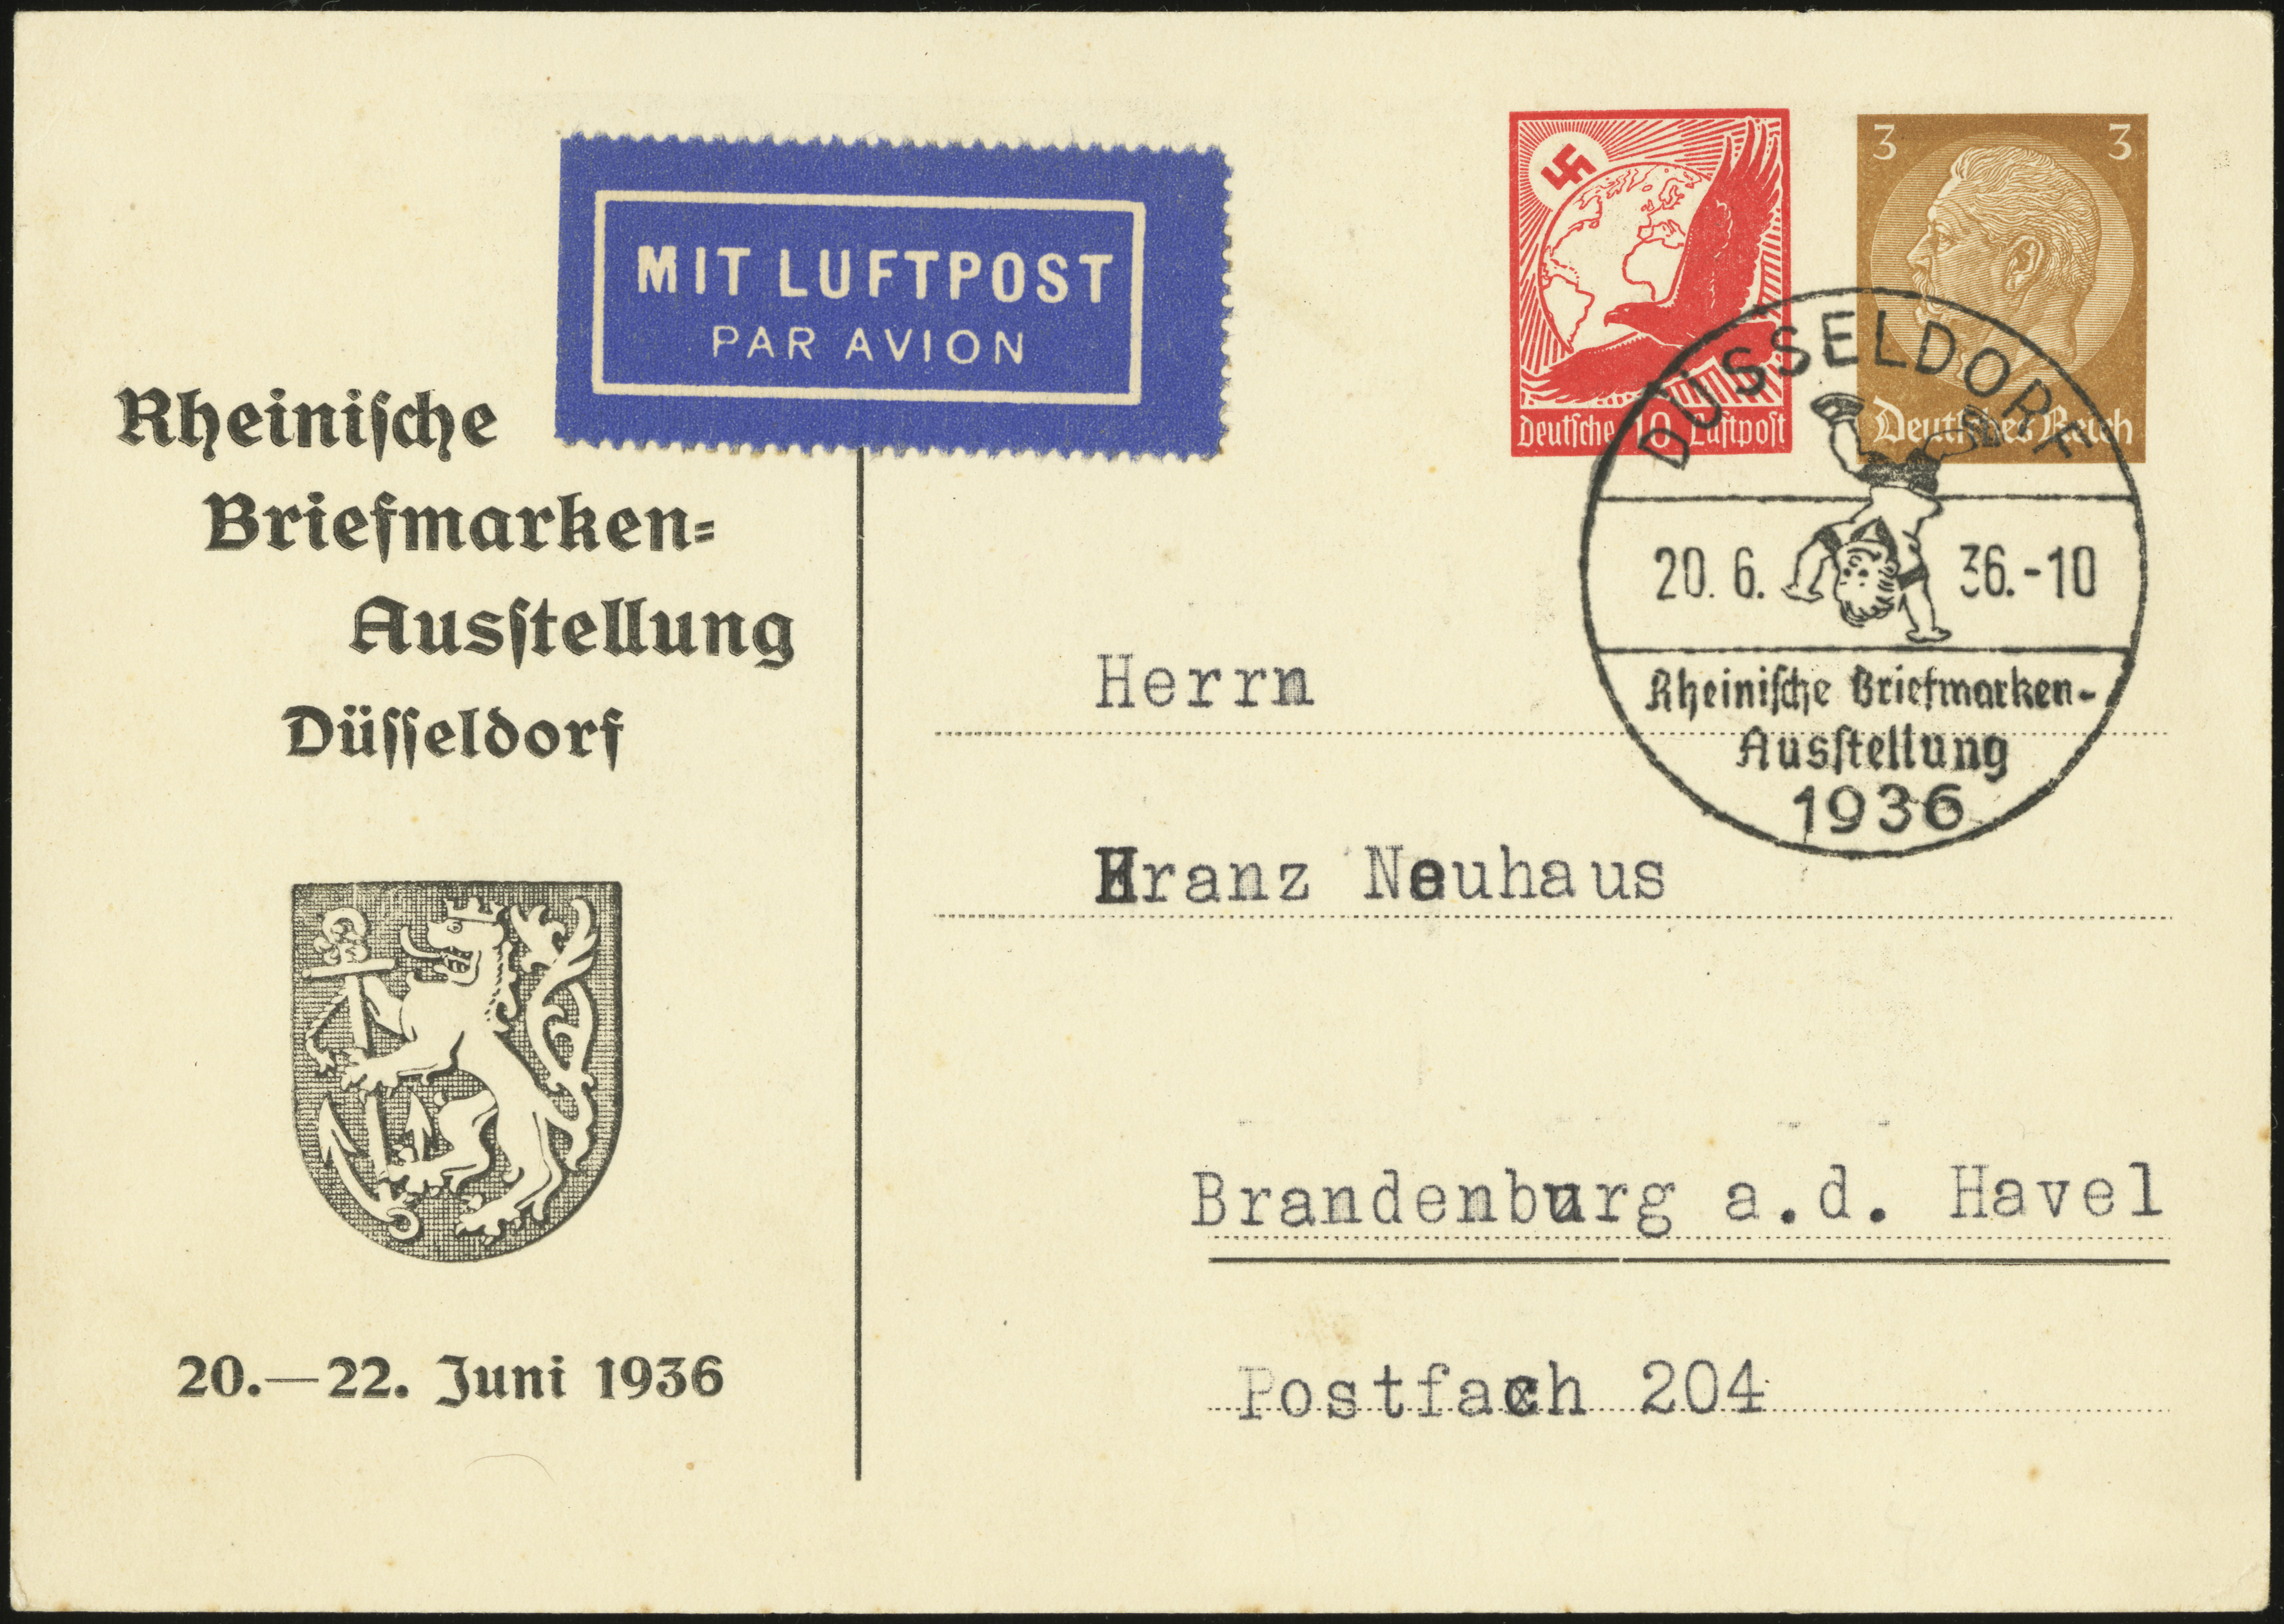 MIT LUFTPOST
PAR AVION
Rheinische
Briefmarken=
Ausstellung
Düsseldorf
20.—22. Juni 1936
Deutsche 10 Luftpost
3 3
Deutsches Reich
DÜSSELDORF
20. 6. 36.-10
Rheinische Briefmarken-
Ausstellung
1936
Herrn
Neuhaus
Brandenburg a.d. Havel
Postfach 204